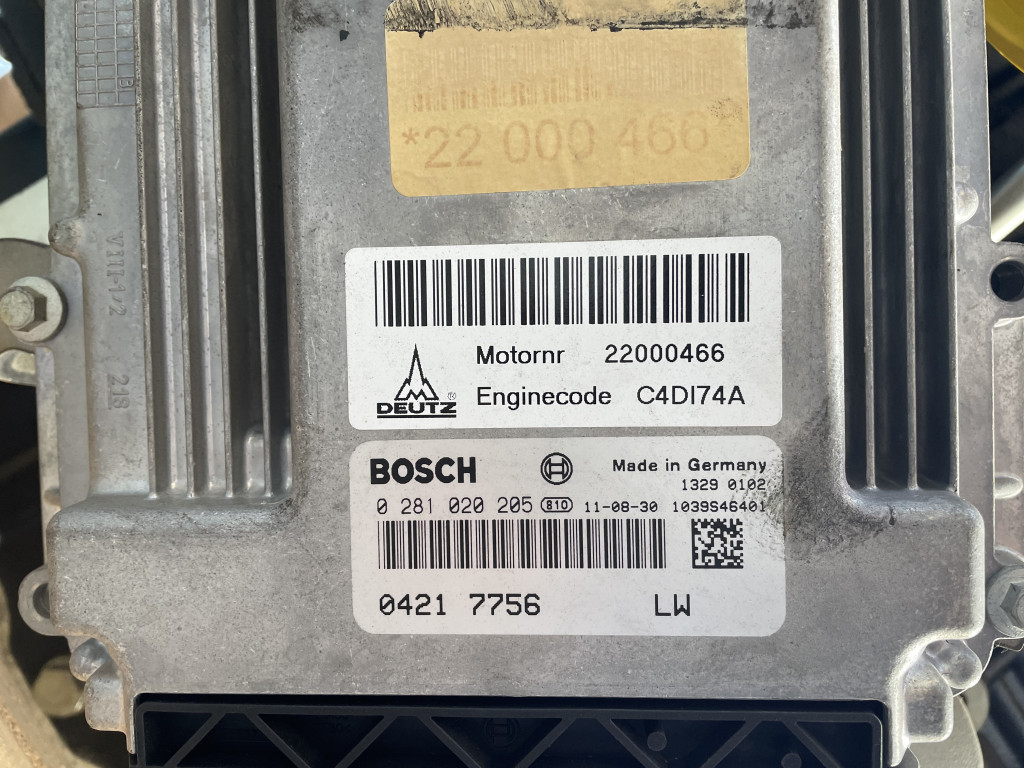 *22 000 466
Motornr 22000466
DEUTZ ®
Enginecode C4DI74A
BOSCH
Made in Germany
1329 0102
0 281 020 205 810 11-08-30 1039S46401
0421 7756 LW